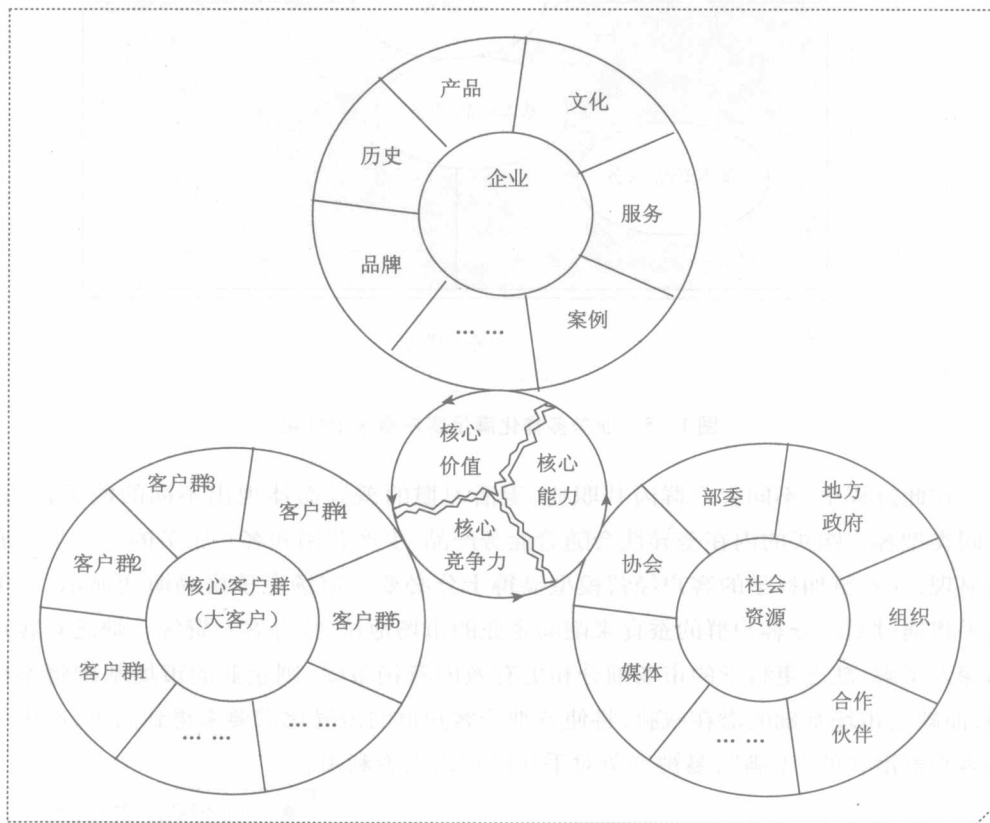 产品
文化
历史
企业
服务
品牌
案例
... ...
核心
价值
核心
能力
核心
竞争力
客户群3
客户群4
客户群2
核心客户群
（大客户）
客户群5
客户群1
... ...
... ...
部委
地方
政府
协会
社会
资源
组织
媒体
合作
伙伴
... ...